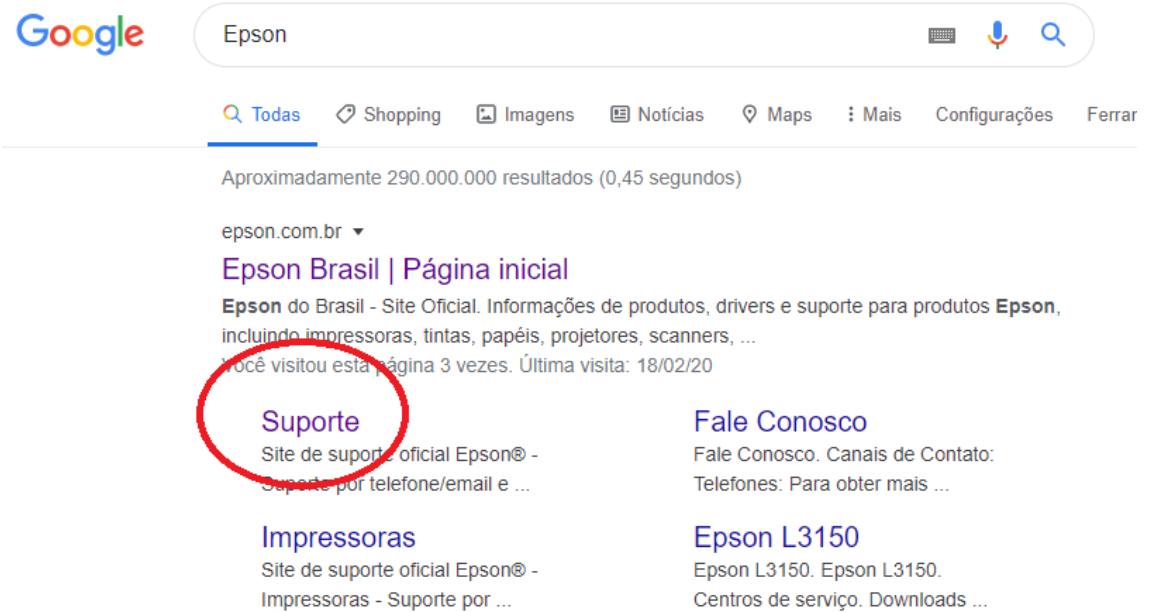 Google
Epson
Todas Shopping Imagens Notícias Maps Mais Configurações Ferrar
Aproximadamente 290.000.000 resultados (0,45 segundos)
epson.com.br
Epson Brasil | Página inicial
Epson do Brasil - Site Oficial. Informações de produtos, drivers e suporte para produtos Epson,
incluindo impressoras, tintas, papéis, projetores, scanners, ...
Você visitou esta página 3 vezes. Última visita: 18/02/20
Suporte
Site de suporte oficial Epson® -
Suporte por telefone/email e ...
Fale Conosco
Fale Conosco. Canais de Contato:
Telefones: Para obter mais ...
Impressoras
Site de suporte oficial Epson® -
Impressoras - Suporte por ...
Epson L3150
Epson L3150. Epson L3150.
Centros de serviço. Downloads ...